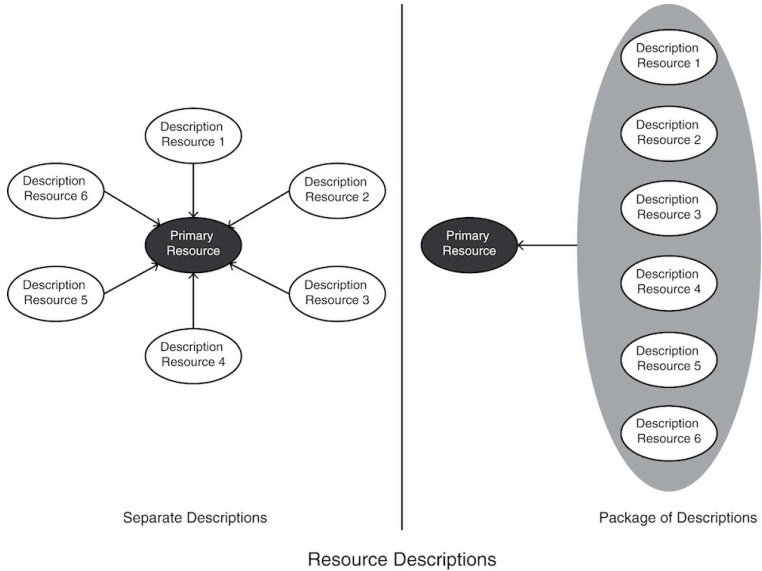 Description
Resource 1
Description
Resource 6
Description
Resource 2
Primary
Resource
Description
Resource 5
Description
Resource 3
Description
Resource 4
Separate Descriptions
Description
Resource 1
Description
Resource 2
Description
Resource 3
Primary
Resource
Description
Resource 4
Description
Resource 5
Description
Resource 6
Package of Descriptions
Resource Descriptions